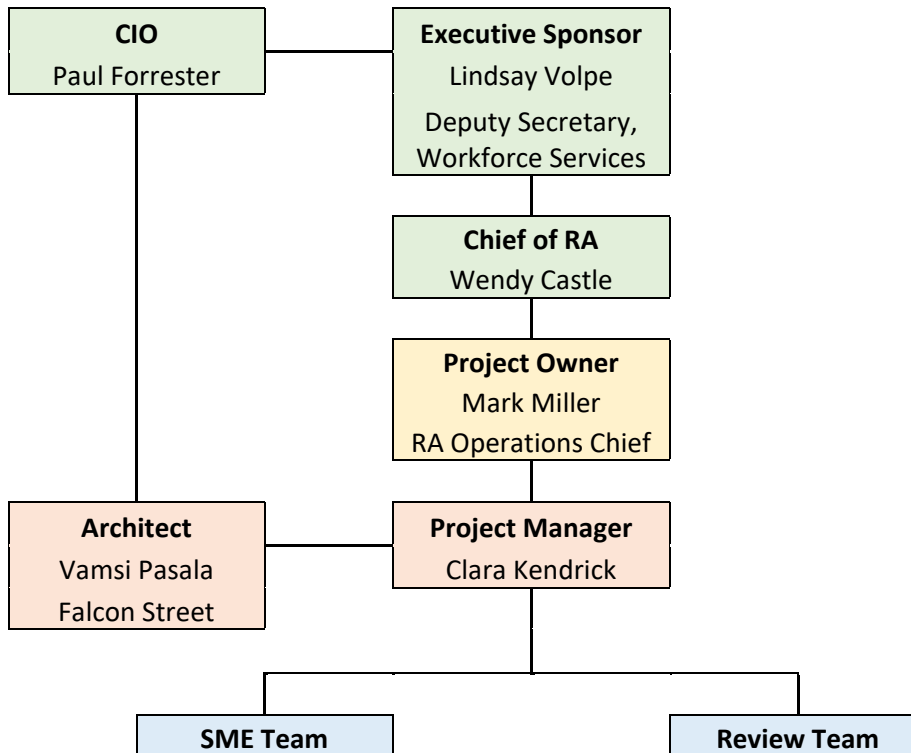 CIO
Paul Forrester
Executive Sponsor
Lindsay Volpe
Deputy Secretary,
Workforce Services
Chief of RA
Wendy Castle
Project Owner
Mark Miller
RA Operations Chief
Architect
Vamsi Pasala
Falcon Street
Project Manager
Clara Kendrick
SME Team
Review Team